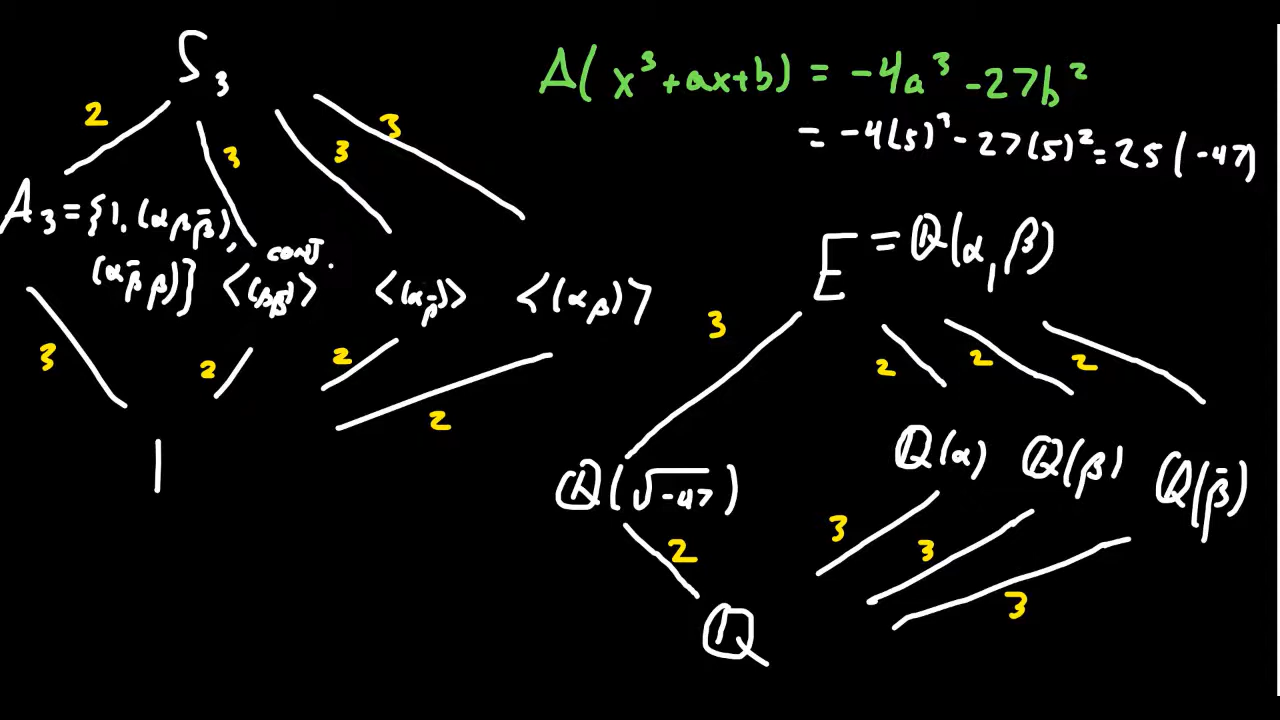 S₃
Δ( x³ + ax + b ) = -4a³ - 27b²
= -4(5)³ - 27(5)² = 25(-47)
2
3
3
3
A₃ = {1, (α β β̄),
(α β̄ β)}
conj.
<(β β̄)>
<(α β̄)>
<(α β)>
3
2
2
2
1
E = ℚ(α, β)
3
2
2
2
ℚ(√-47)
ℚ(α)
ℚ(β)
ℚ(β̄)
2
3
3
3
ℚ